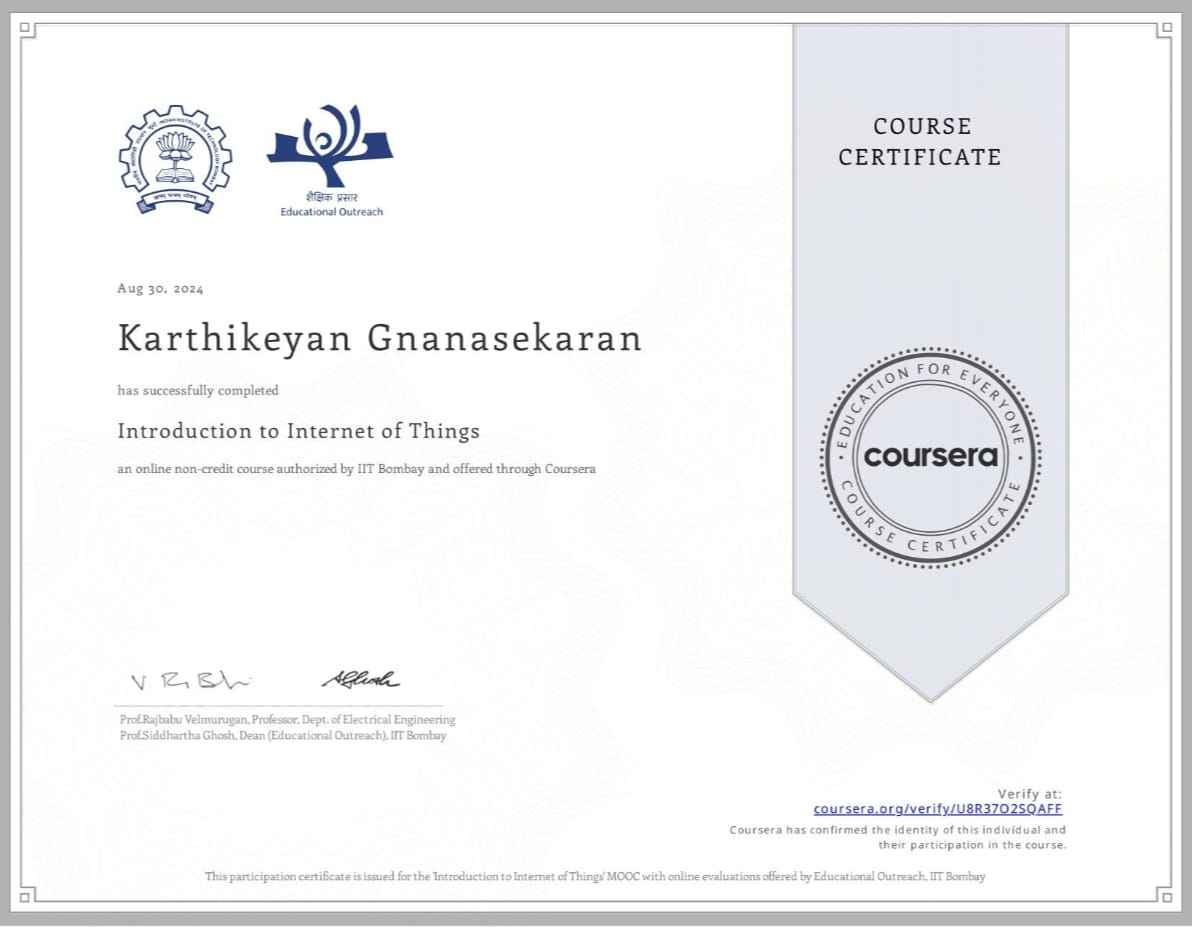 शैक्षिक प्रसार
Educational Outreach
COURSE
CERTIFICATE
Aug 30, 2024
Karthikeyan Gnanasekaran
has successfully completed
Introduction to Internet of Things
an online non-credit course authorized by IIT Bombay and offered through Coursera
EDUCATION FOR EVERYONE
coursera
COURSE CERTIFICATE
Prof.Rajbabu Velmurugan, Professor, Dept. of Electrical Engineering
Prof.Siddhartha Ghosh, Dean (Educational Outreach), IIT Bombay
Verify at:
coursera.org/verify/U8R37O2SQAFF
Coursera has confirmed the identity of this individual and
their participation in the course.
This participation certificate is issued for the 'Introduction to Internet of Things' MOOC with online evaluations offered by Educational Outreach, IIT Bombay